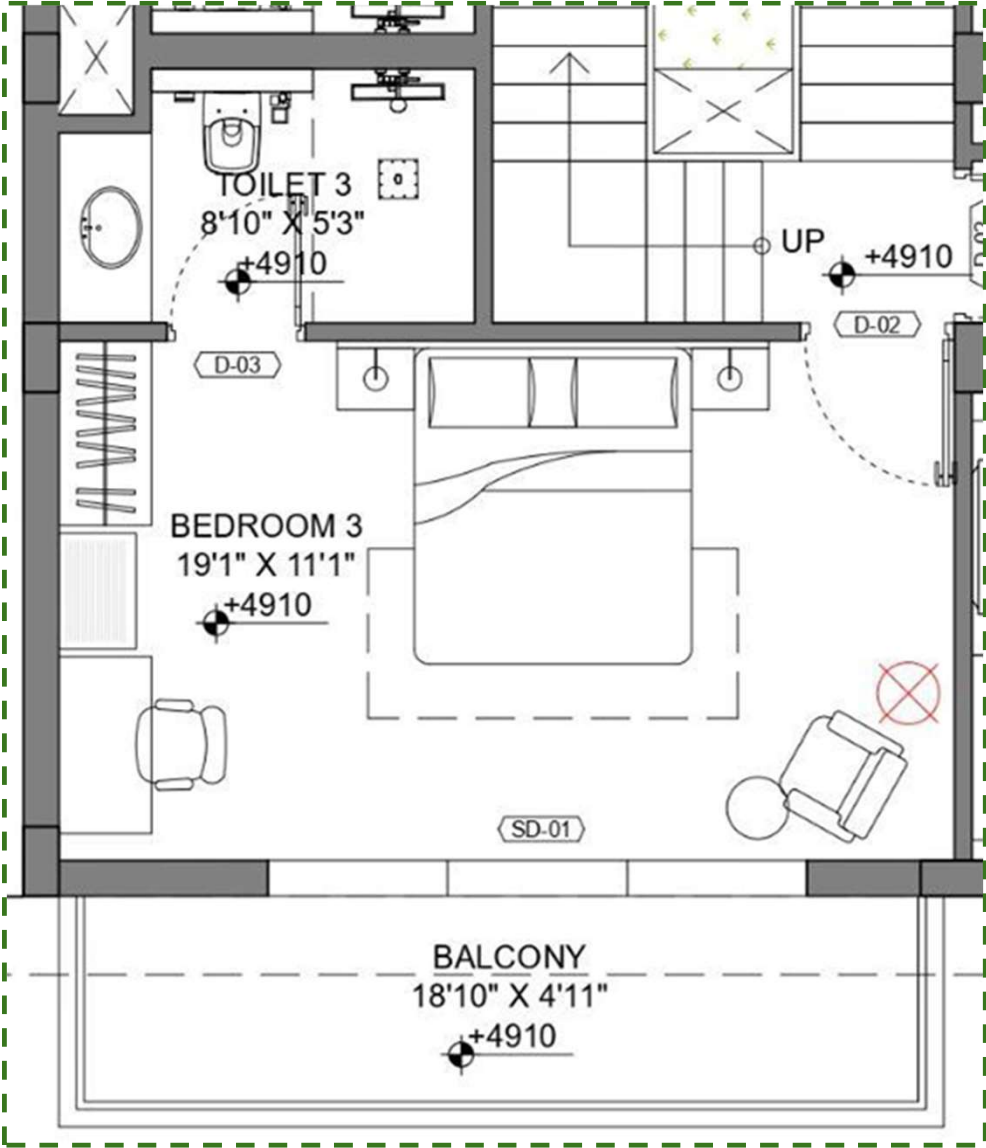 TOILET 3
8'10" X 5'3"
+4910
UP
+4910
D-02
D-03
BEDROOM 3
19'1" X 11'1"
+4910
SD-01
BALCONY
18'10" X 4'11"
+4910